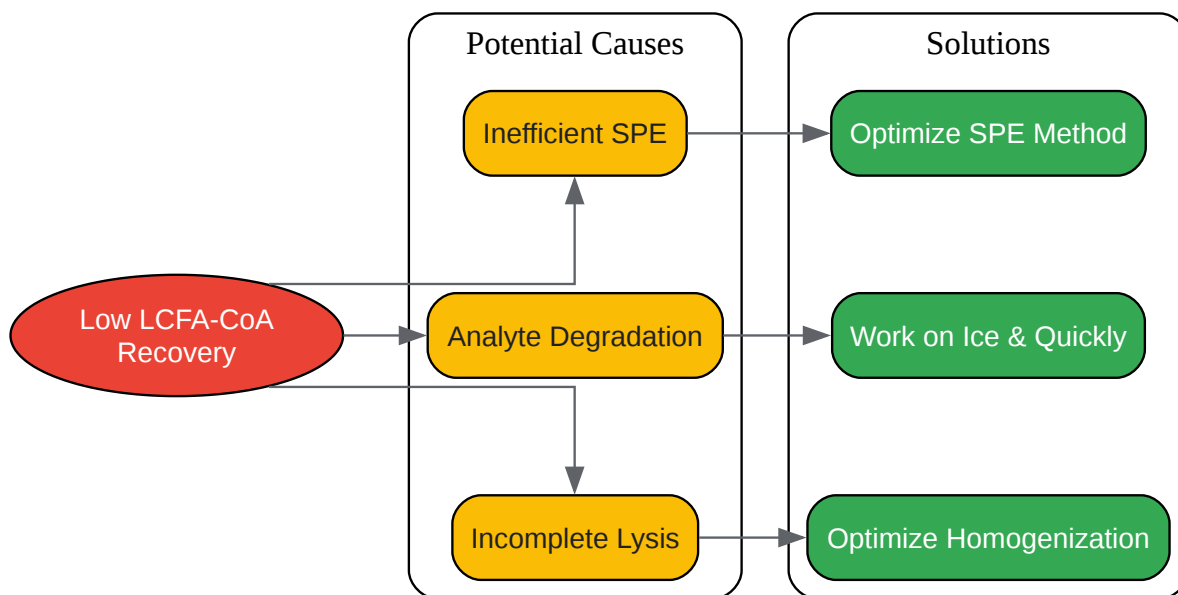 Potential Causes
Solutions
Inefficient SPE
Optimize SPE Method
Low LCFA-CoA
Recovery
Analyte Degradation
Work on Ice & Quickly
Incomplete Lysis
Optimize Homogenization